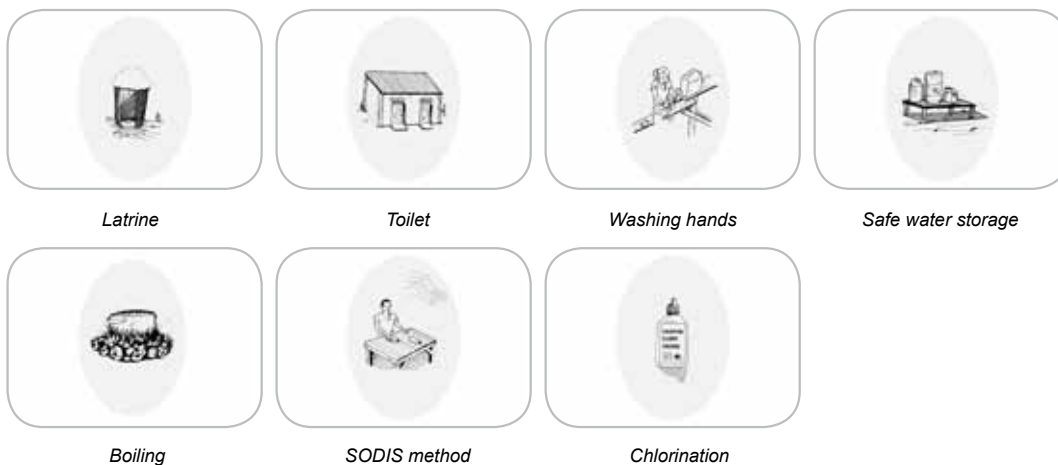 Latrine
Toilet
Washing hands
Safe water storage
Boiling
SODIS method
Chlorination